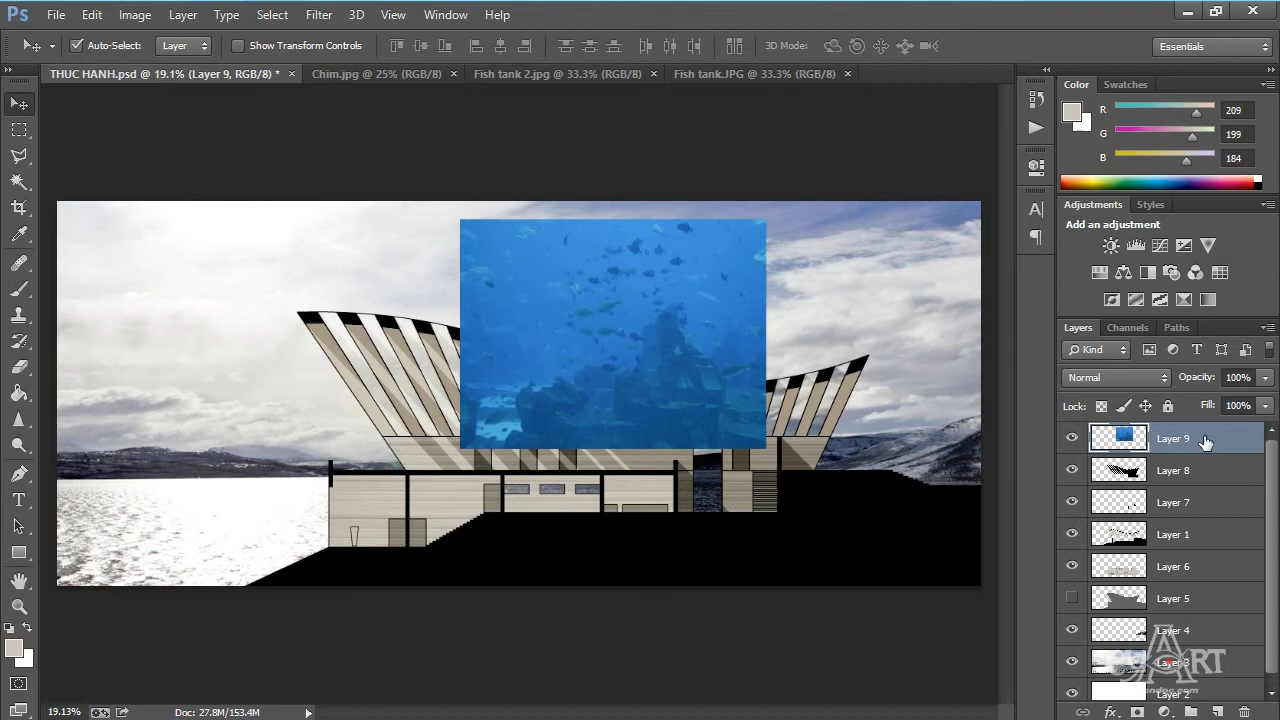 Ps File Edit Image Layer Type Select Filter 3D View Window Help
Auto-Select: Layer Show Transform Controls 3D Mode: Essentials
THUC HANH.psd @ 19.1% (Layer 9, RGB/8) * × Chim.jpg @ 25% (RGB/8) × Fish tank 2.jpg @ 33.3% (RGB/8) × Fish tank.JPG @ 33.3% (RGB/8) ×
Color Swatches
R 209
G 199
B 184
Adjustments Styles
Add an adjustment
Layers Channels Paths
Kind
Normal Opacity: 100%
Lock: Fill: 100%
Layer 9
Layer 8
Layer 7
Layer 1
Layer 6
Layer 5
Layer 4
Layer 3
Layer 2
19.13% Doc: 27.8M/153.4M